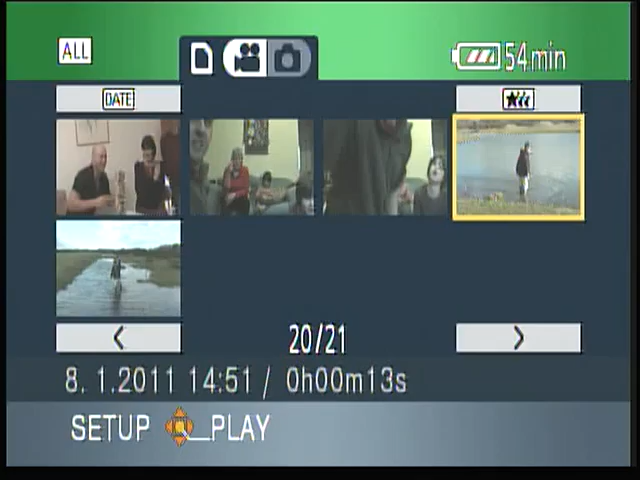 ALL
54min
DATE
20/21
8. 1.2011 14:51 / 0h00m13s
SETUP PLAY